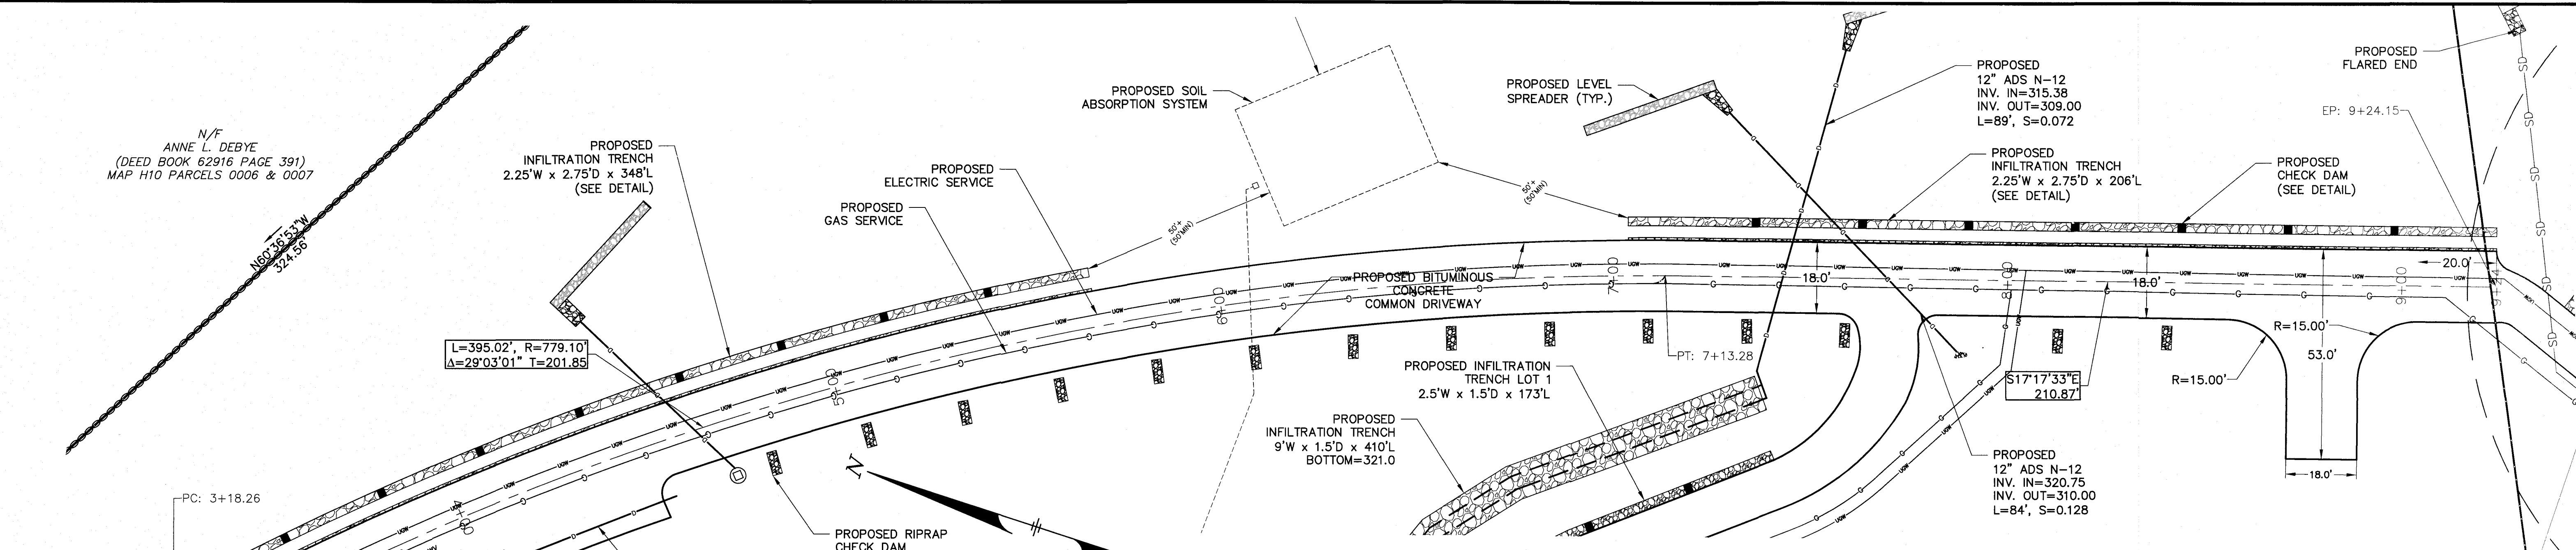 N/F
ANNE L. DEBYE
(DEED BOOK 62916 PAGE 391)
MAP H10 PARCELS 0006 & 0007
N60°36'53"W
324.56'
PROPOSED
INFILTRATION TRENCH
2.25'W x 2.75'D x 348'L
(SEE DETAIL)
PROPOSED
ELECTRIC SERVICE
PROPOSED
GAS SERVICE
L=395.02', R=779.10'
Δ=29°03'01" T=201.85
PC: 3+18.26
4+00
5+00
6+00
7+00
8+00
9+00
9+24
PROPOSED RIPRAP
CHECK DAM
N
PROPOSED SOIL
ABSORPTION SYSTEM
50'+
(50'MIN)
50'+
(50'MIN)
PROPOSED LEVEL
SPREADER (TYP.)
PROPOSED BITUMINOUS
CONCRETE
COMMON DRIVEWAY
PT: 7+13.28
PROPOSED INFILTRATION
TRENCH LOT 1
2.5'W x 1.5'D x 173'L
PROPOSED
INFILTRATION TRENCH
9'W x 1.5'D x 410'L
BOTTOM=321.0
PROPOSED
12" ADS N-12
INV. IN=315.38
INV. OUT=309.00
L=89', S=0.072
PROPOSED
INFILTRATION TRENCH
2.25'W x 2.75'D x 206'L
(SEE DETAIL)
PROPOSED
CHECK DAM
(SEE DETAIL)
PROPOSED
FLARED END
EP: 9+24.15
20.0'
18.0'
18.0'
S17°17'33"E
210.87'
R=15.00'
R=15.00'
53.0'
18.0'
PROPOSED
12" ADS N-12
INV. IN=320.75
INV. OUT=310.00
L=84', S=0.128
UGW
G
D
S
SD